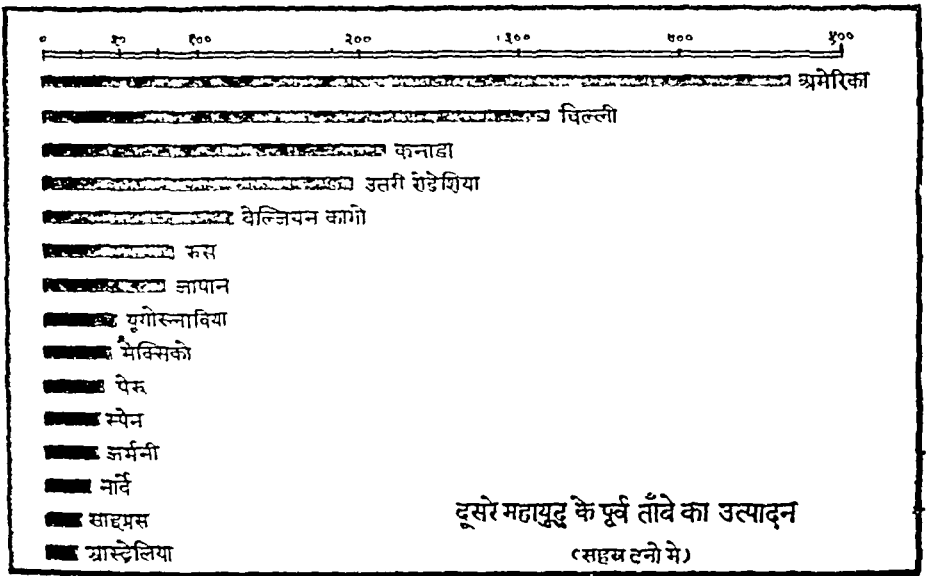 ० ५० १०० २०० ३०० ४०० ५००
अमेरिका
चिल्ली
कनाडा
उत्तरी रोडेशिया
बेल्जियन कागो
रूस
जापान
यूगोस्लाविया
मैक्सिको
पेरू
स्पेन
जर्मनी
नार्वे
साइप्रस
आस्ट्रेलिया
दूसरे महायुद्ध के पूर्व ताँबे का उत्पादन
(सहस्र टनो मे)